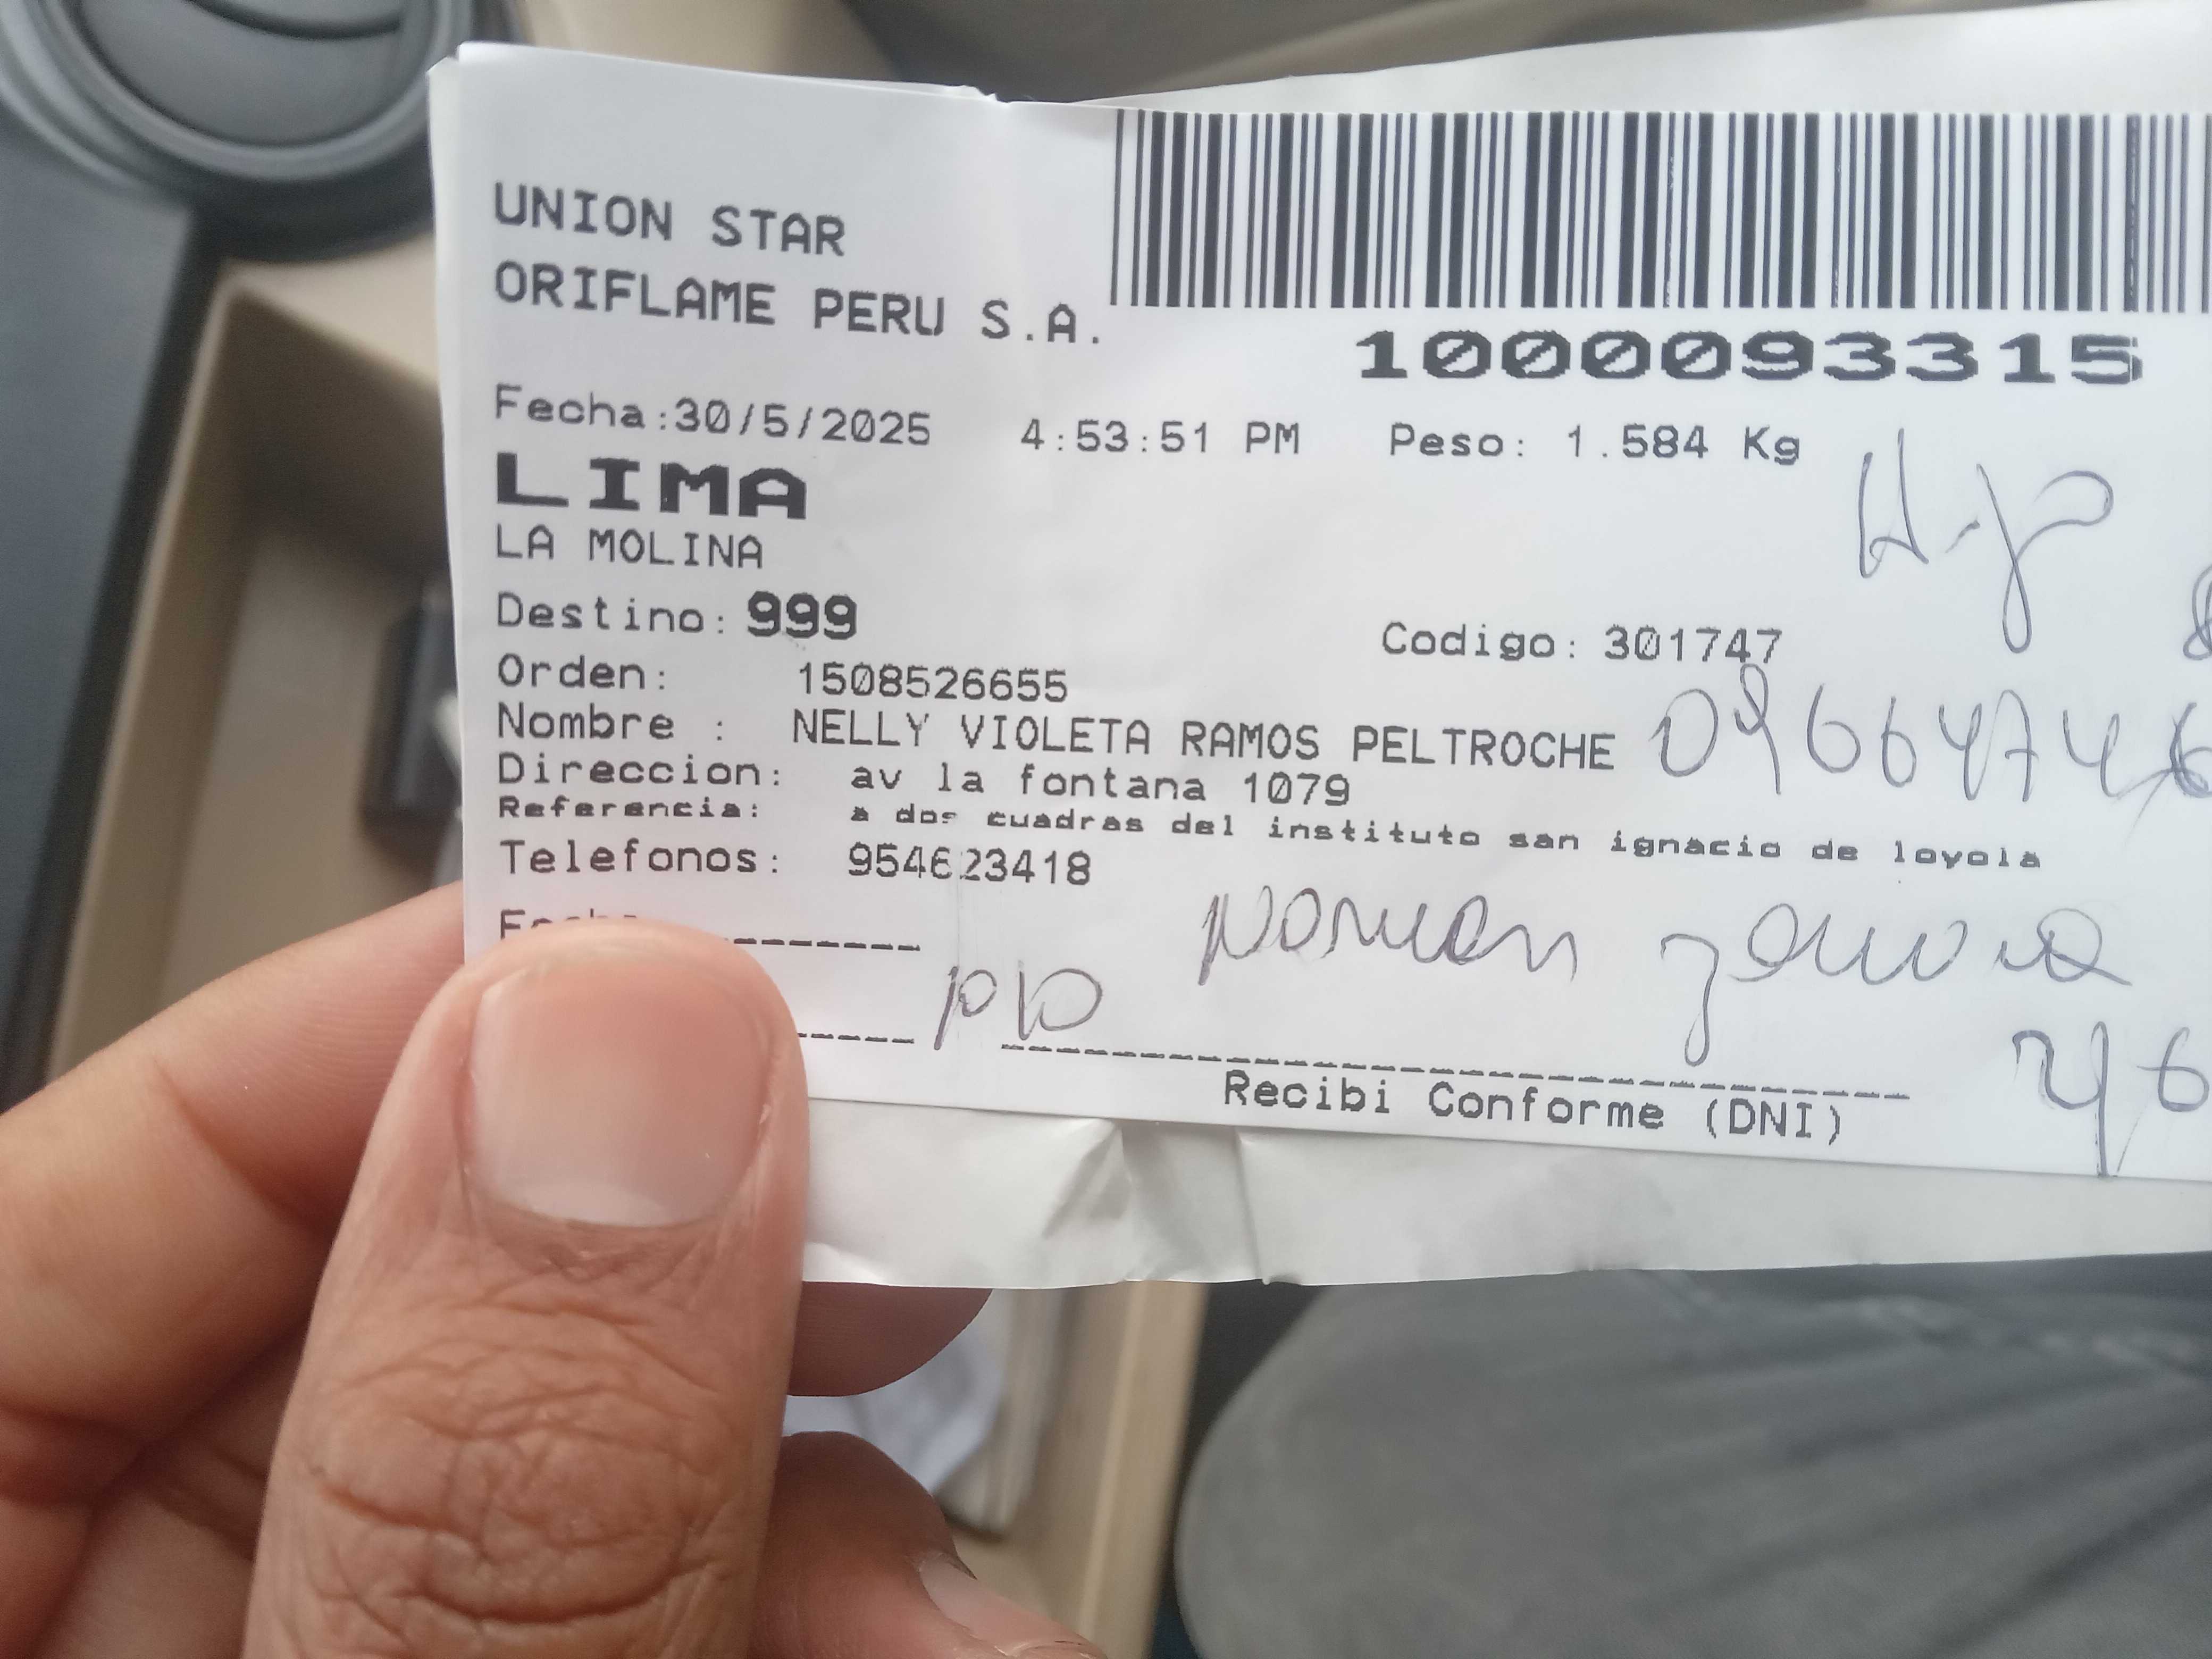 UNION STAR
ORIFLAME PERU S.A.
1000093315
Fecha:30/5/2025 4:53:51 PM Peso: 1.584 Kg
LIMA
LA MOLINA
Destino: 999 Codigo: 301747
Orden: 1508526655
Nombre : NELLY VIOLETA RAMOS PELTROCHE
Direccion: av la fontana 1079
Referencia: a dos cuadras del instituto san ignacio de loyola
Telefonos: 954623418
Recibi Conforme (DNI)